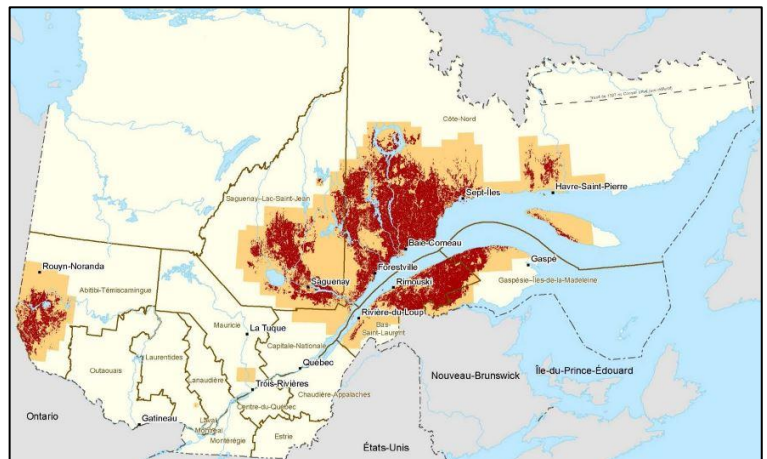 Côte-Nord
Saguenay-Lac-Saint-Jean
Sept-Îles
Havre-Saint-Pierre
Baie-Comeau
Rouyn-Noranda
Saguenay
Forestville
Gaspé
Rimouski
Gaspésie-Îles-de-la-Madeleine
Abitibi-Témiscamingue
Rivière-du-Loup
Mauricie
La Tuque
Bas-
Saint-Laurent
Capitale-Nationale
Laurentides
Québec
Outaouais
Lanaudière
Trois-Rivières
Nouveau-Brunswick
Île-du-Prince-Édouard
Chaudière-Appalaches
Centre-du-Québec
Ontario
Gatineau
Laval
Montréal
Montérégie
Estrie
États-Unis